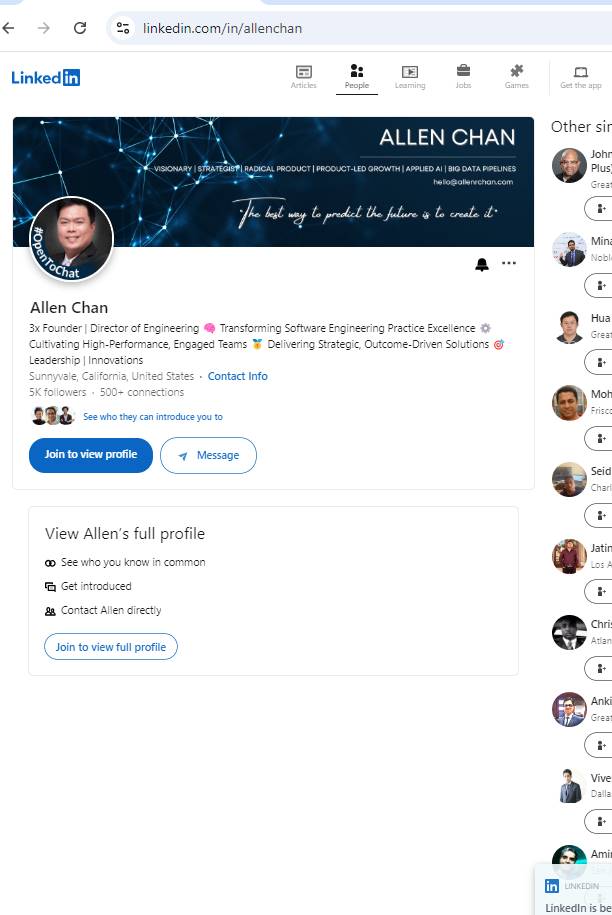 linkedin.com/in/allenchan
Linked in
Articles
People
Learning
Jobs
Games
Get the app
ALLEN CHAN
VISIONARY | STRATEGIST | RADICAL PRODUCT | PRODUCT-LED GROWTH | APPLIED AI | BIG DATA PIPELINES
hello@allenrchan.com
"The best way to predict the future is to create it"
#OpenToChat
Allen Chan
3x Founder | Director of Engineering 🧠 Transforming Software Engineering Practice Excellence ⚙️
Cultivating High-Performance, Engaged Teams 🏅 Delivering Strategic, Outcome-Driven Solutions 🎯
Leadership | Innovations
Sunnyvale, California, United States · Contact Info
5K followers · 500+ connections
See who they can introduce you to
Join to view profile
Message
View Allen's full profile
See who you know in common
Get introduced
Contact Allen directly
Join to view full profile
Other sim
John
Plus)
Great
Mina
Noble
Hua
Great
Moh
Frisco
Seid
Charl
Jatin
Los A
Chris
Atlan
Anki
Great
Vive
Dalla
Amir
LINKEDIN
LinkedIn is be